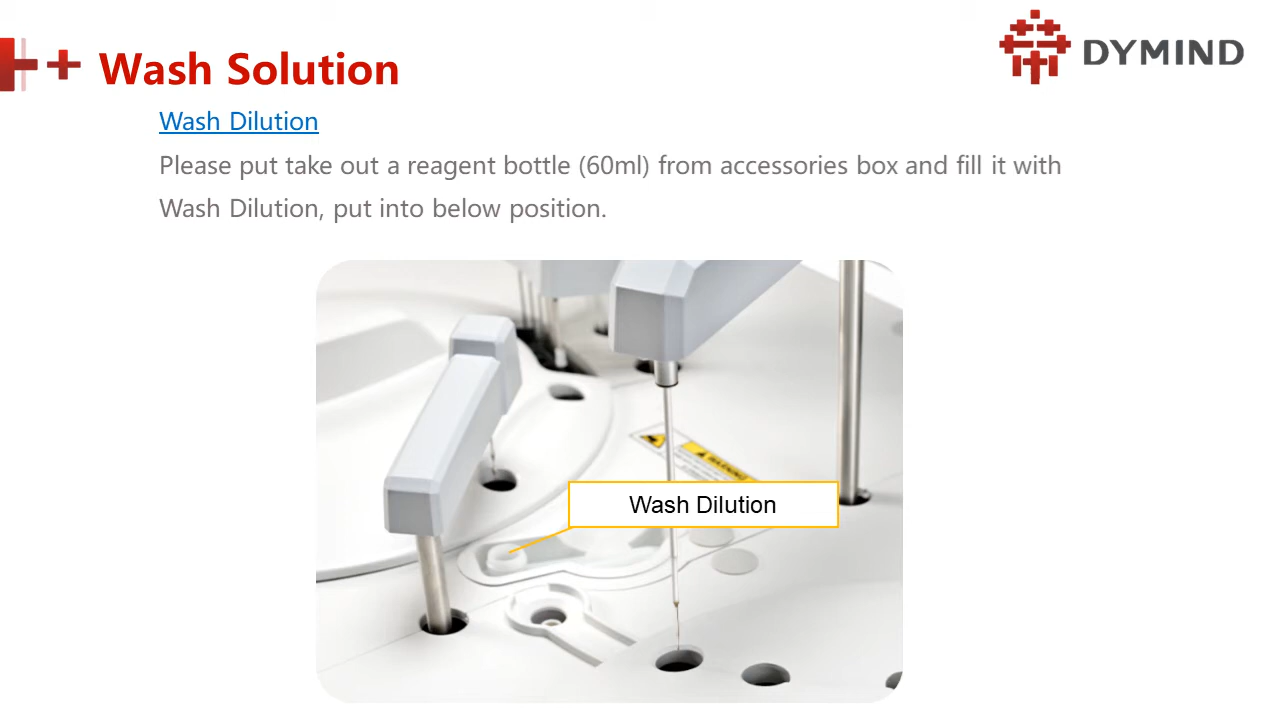 Wash Solution
DYMIND
Wash Dilution
Please put take out a reagent bottle (60ml) from accessories box and fill it with
Wash Dilution, put into below position.
WARNING
Wash Dilution